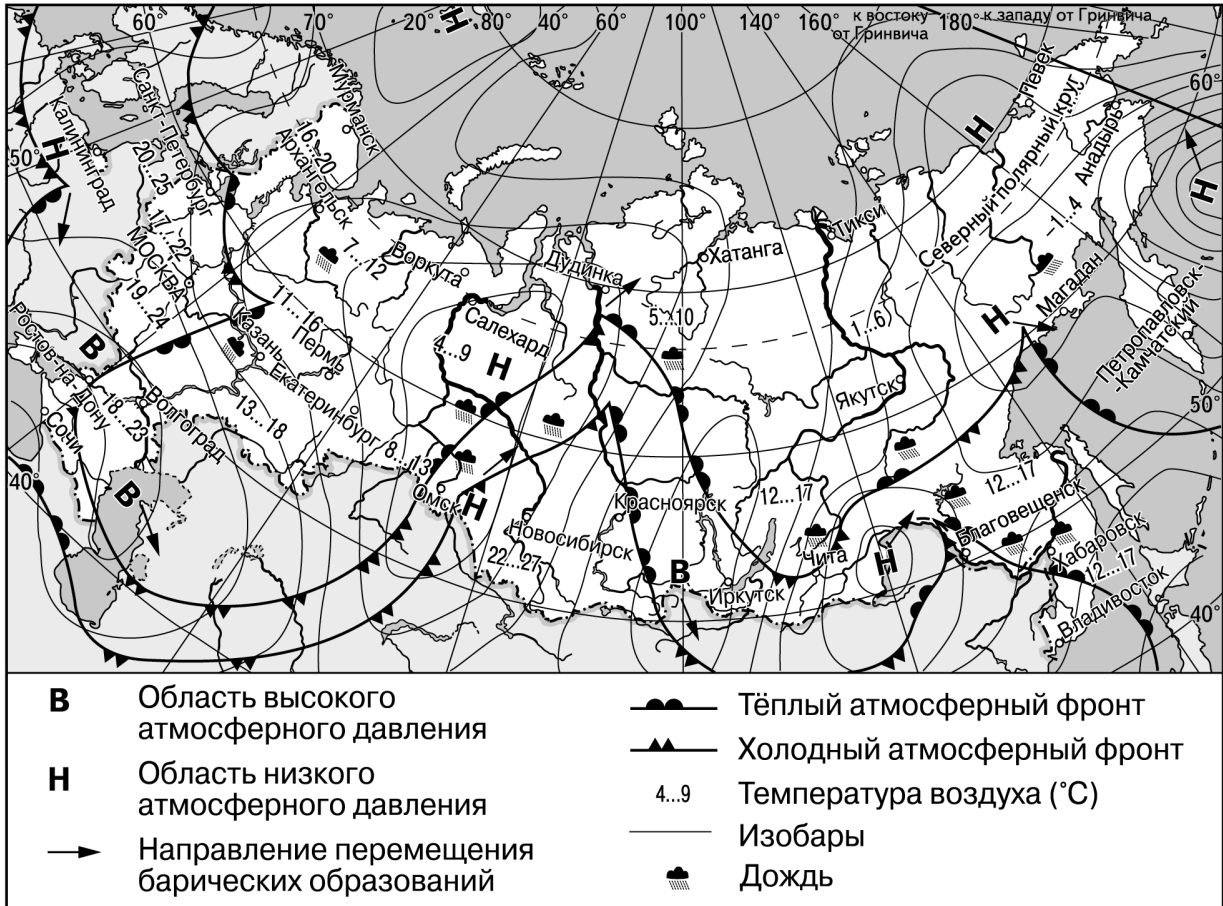 60°
70°
Н
20°
80°
40°
60°
100°
120°
140°
160°
к востоку
от Гринвича
180°
к западу от Гринвича
60°
50°
Н
Калининград
Санкт-Петербург
20...25
Мурманск
16...20
Архангельск
17...22
МОСКВА
19...24
7...12
Воркута
11...16
Казань
Пермь
Екатеринбург
8...13
13...18
В
Ростов-на-Дону
18...23
Волгоград
Сочи
40°
В
Салехард
4...9
Н
Дудинка
Хатанга
5...10
Тикси
1...6
Якутск
Н
Певек
Северный полярный круг
Анадырь
Н
-1...4
Магадан
Н
Петропавловск-
-Камчатский
50°
Омск
Н
Новосибирск
22...27
Красноярск
В
Иркутск
12...17
Чита
Н
12...17
Благовещенск
Хабаровск
12...17
Владивосток
40°
В
Область высокого
атмосферного давления
Н
Область низкого
атмосферного давления
Направление перемещения
барических образований
Тёплый атмосферный фронт
Холодный атмосферный фронт
4...9
Температура воздуха (°С)
Изобары
Дождь